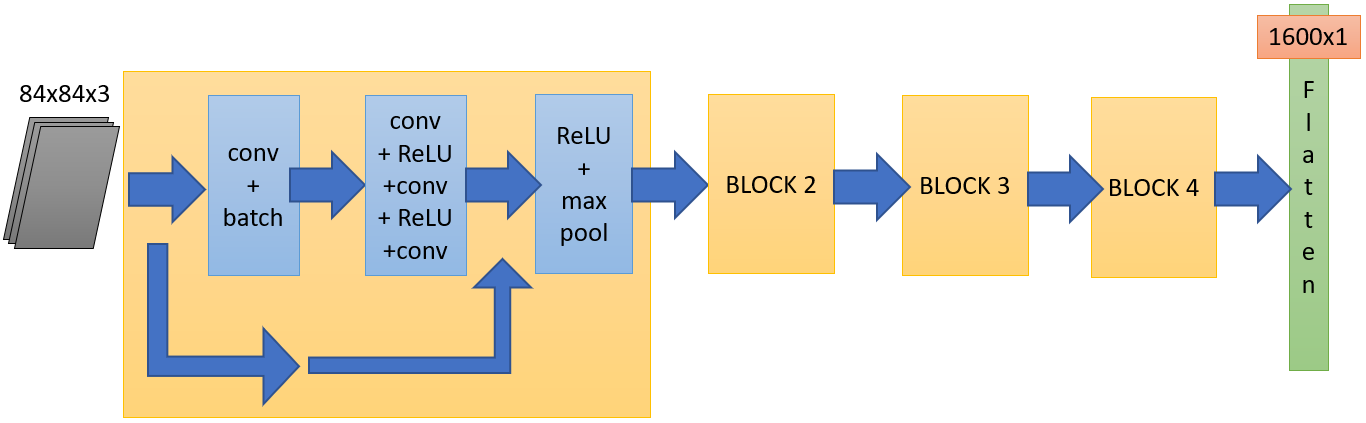 84x84x3
conv
+
batch
conv
+ ReLU
+conv
+ ReLU
+conv
ReLU
+
max
pool
BLOCK 2
BLOCK 3
BLOCK 4
1600x1
F
l
a
t
t
e
n